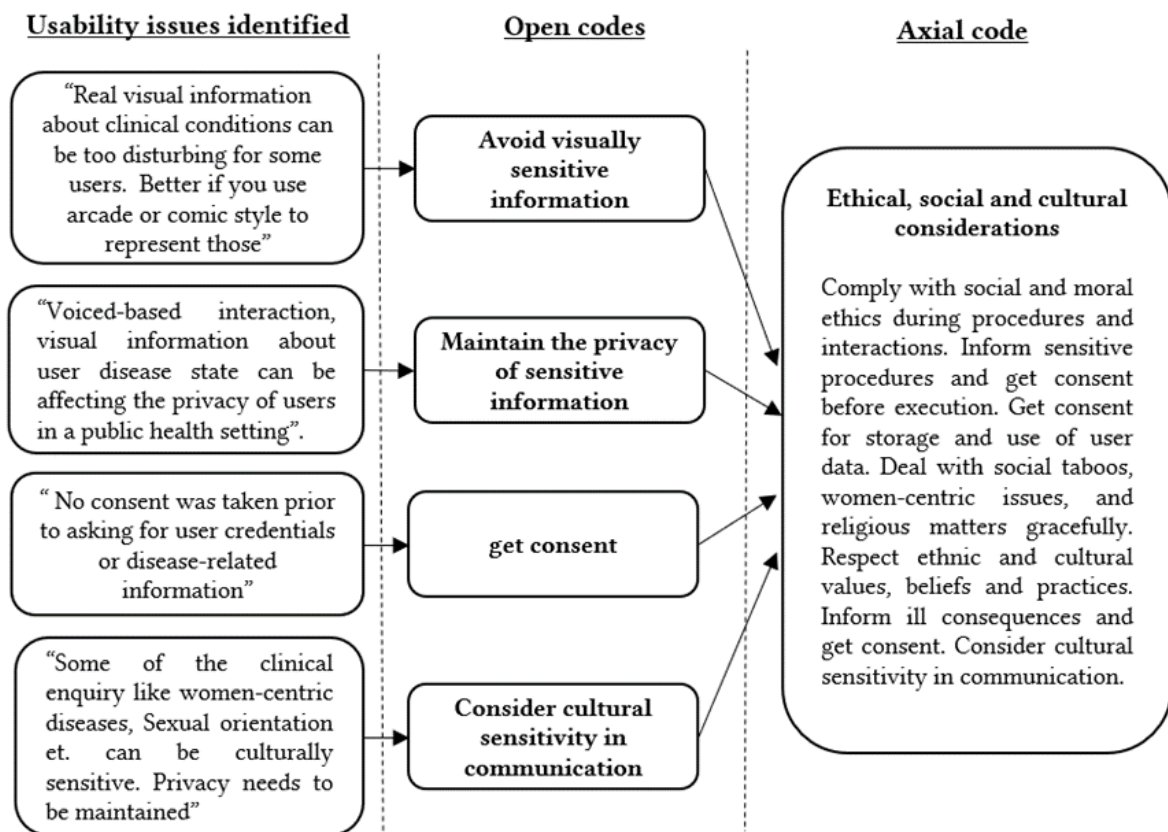 Usability issues identified
Open codes
Axial code
“Real visual information
about clinical conditions can
be too disturbing for some
users. Better if you use
arcade or comic style to
represent those”
“Voiced-based interaction,
visual information about
user disease state can be
affecting the privacy of users
in a public health setting”.
“ No consent was taken prior
to asking for user credentials
or disease-related
information”
“Some of the clinical
enquiry like women-centric
diseases, Sexual orientation
et. can be culturally
sensitive. Privacy needs to
be maintained”
Avoid visually
sensitive
information
Maintain the privacy
of sensitive
information
get consent
Consider cultural
sensitivity in
communication
Ethical, social and cultural
considerations
Comply with social and moral
ethics during procedures and
interactions. Inform sensitive
procedures and get consent
before execution. Get consent
for storage and use of user
data. Deal with social taboos,
women-centric issues, and
religious matters gracefully.
Respect ethnic and cultural
values, beliefs and practices.
Inform ill consequences and
get consent. Consider cultural
sensitivity in communication.